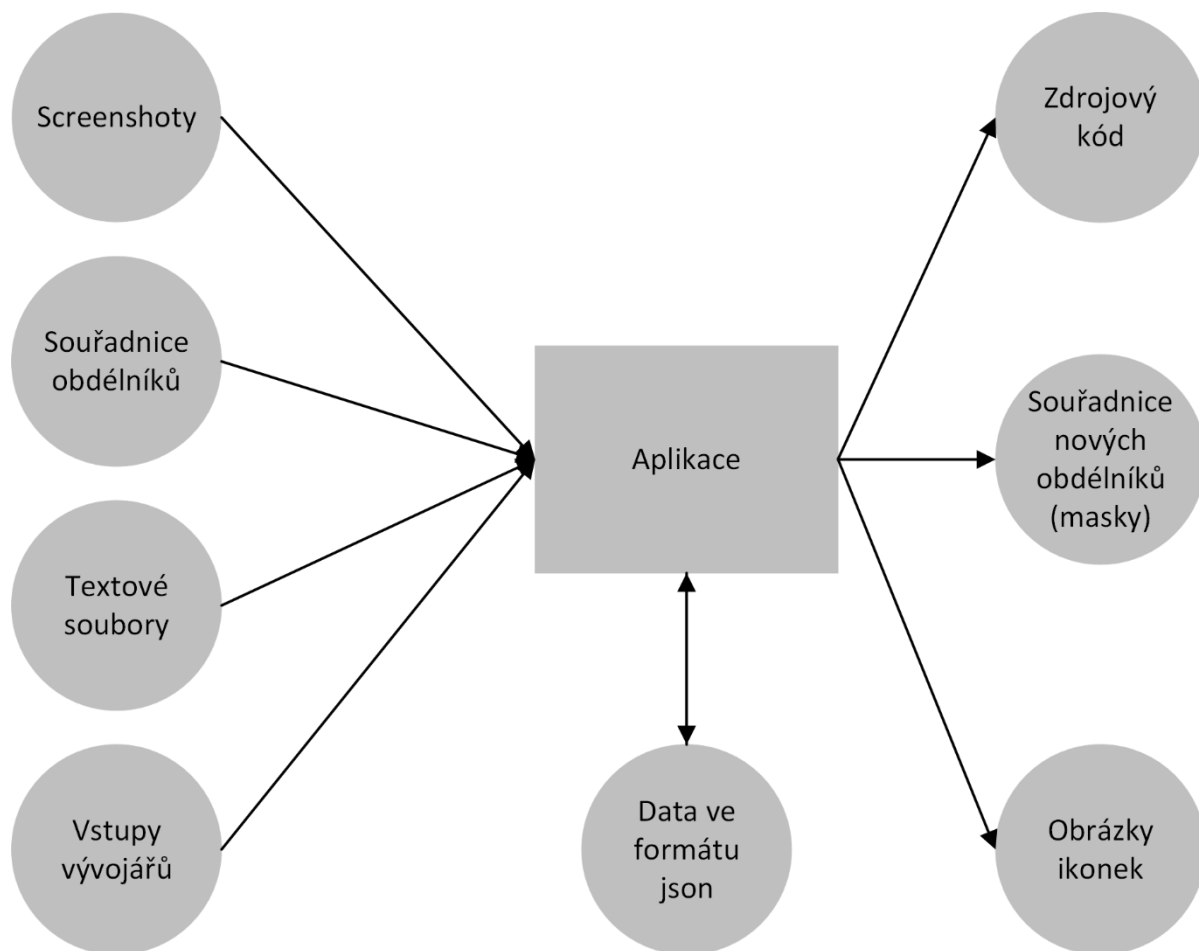 Screenshoty
Zdrojový
kód
Souřadnice
obdélníků
Aplikace
Souřadnice
nových
obdélníků
(masky)
Textové
soubory
Vstupy
vývojářů
Data ve
formátu
json
Obrázky
ikonek